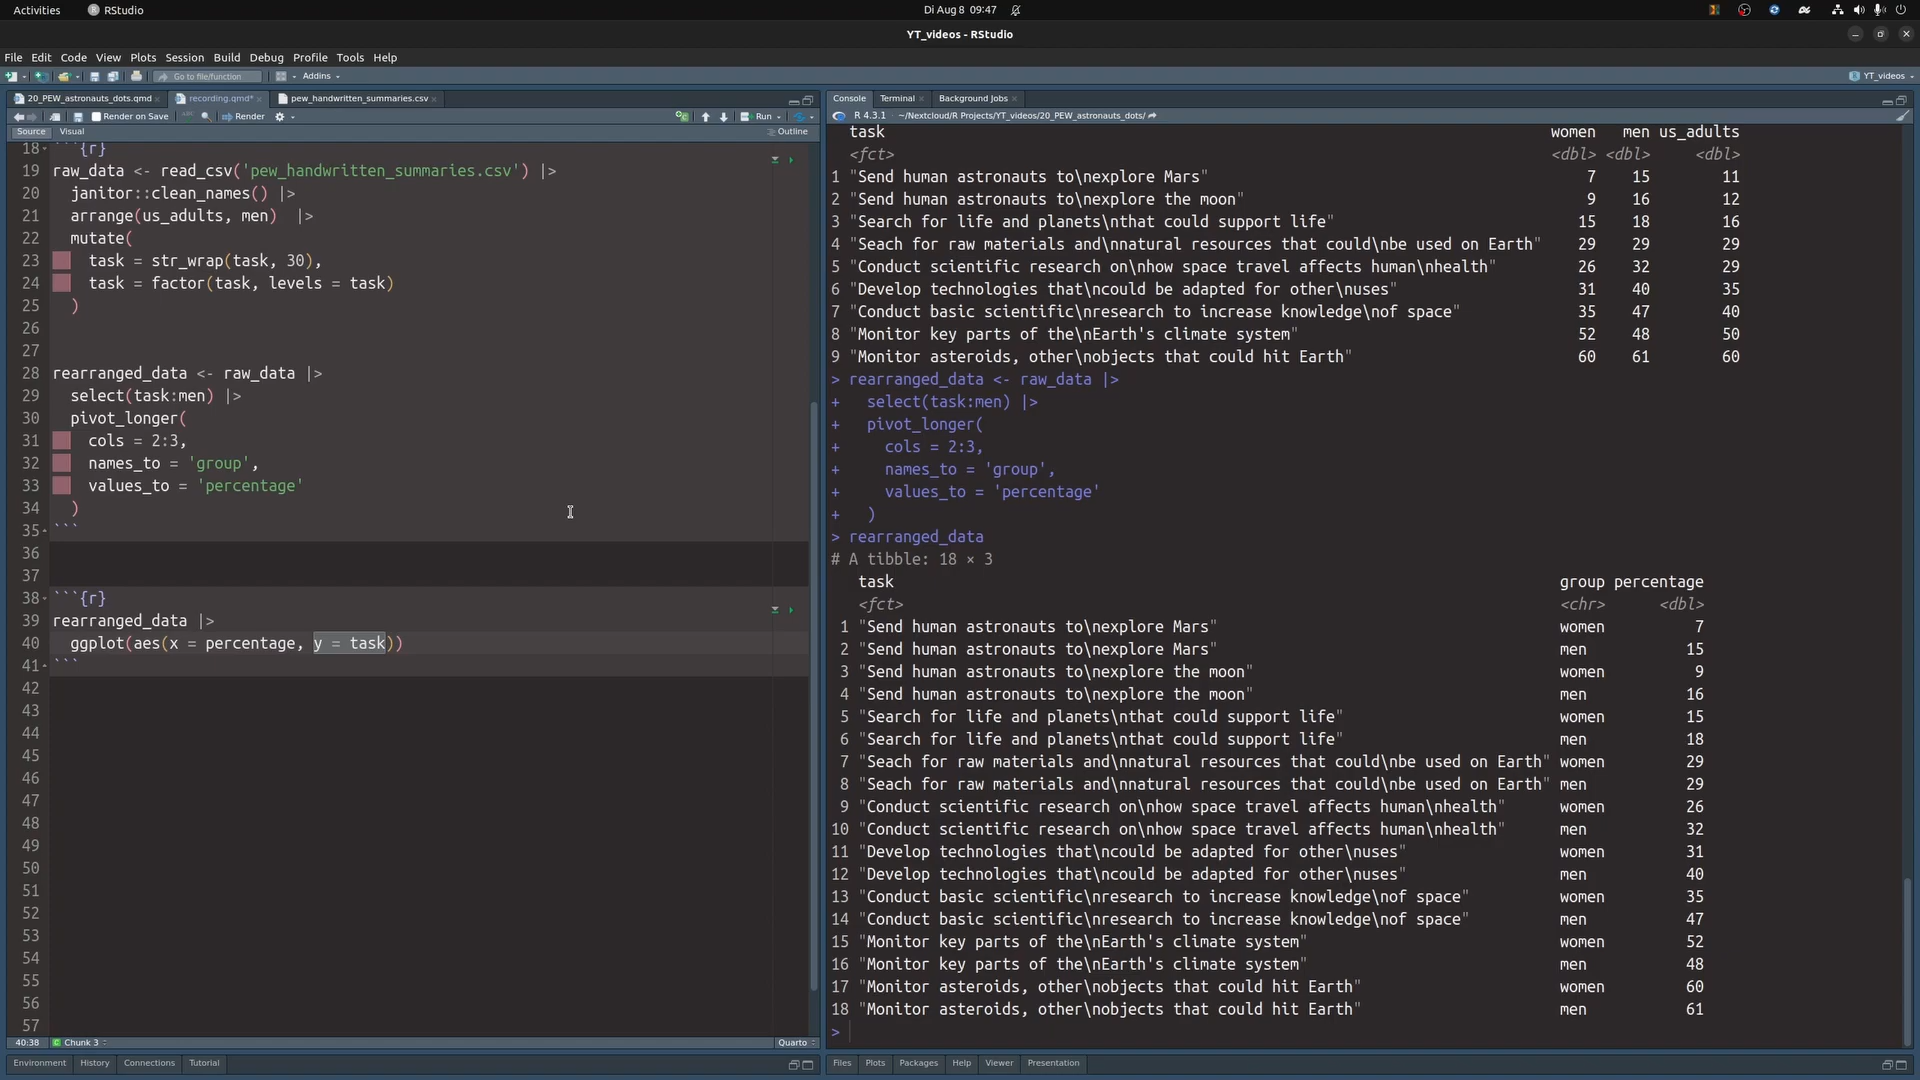 Activities RStudio Di Aug 8 09:47
YT_videos - RStudio
File Edit Code View Plots Session Build Debug Profile Tools Help
Go to file/function Addins YT_videos
20_PEW_astronauts_dots.qmd recording.qmd* pew_handwritten_summaries.csv
Render on Save Render Run
Source Visual Outline
18 ```{r}
19 raw_data <- read_csv('pew_handwritten_summaries.csv') |>
20 janitor::clean_names() |>
21 arrange(us_adults, men)  |>
22 mutate(
23 task = str_wrap(task, 30),
24 task = factor(task, levels = task)
25 )
26
27
28 rearranged_data <- raw_data |>
29 select(task:men) |>
30 pivot_longer(
31 cols = 2:3,
32 names_to = 'group',
33 values_to = 'percentage'
34 )
35 ```
36
37
38 ```{r}
39 rearranged_data |>
40 ggplot(aes(x = percentage, y = task))
41 ```
42
43
44
45
46
47
48
49
50
51
52
53
54
55
56
57
40:38 Chunk 3 Quarto
Environment History Connections Tutorial
Console Terminal Background Jobs
R 4.3.1 · ~/Nextcloud/R Projects/YT_videos/20_PEW_astronauts_dots/
task women men us_adults
<fct> <dbl> <dbl> <dbl>
1 "Send human astronauts to\nexplore Mars" 7 15 11
2 "Send human astronauts to\nexplore the moon" 9 16 12
3 "Search for life and planets\nthat could support life" 15 18 16
4 "Seach for raw materials and\nnatural resources that could\nbe used on Earth" 29 29 29
5 "Conduct scientific research on\nhow space travel affects human\nhealth" 26 32 29
6 "Develop technologies that\ncould be adapted for other\nuses" 31 40 35
7 "Conduct basic scientific\nresearch to increase knowledge\nof space" 35 47 40
8 "Monitor key parts of the\nEarth's climate system" 52 48 50
9 "Monitor asteroids, other\nobjects that could hit Earth" 60 61 60
> rearranged_data <- raw_data |>
+ select(task:men) |>
+ pivot_longer(
+ cols = 2:3,
+ names_to = 'group',
+ values_to = 'percentage'
+ )
> rearranged_data
# A tibble: 18 × 3
task group percentage
<fct> <chr> <dbl>
1 "Send human astronauts to\nexplore Mars" women 7
2 "Send human astronauts to\nexplore Mars" men 15
3 "Send human astronauts to\nexplore the moon" women 9
4 "Send human astronauts to\nexplore the moon" men 16
5 "Search for life and planets\nthat could support life" women 15
6 "Search for life and planets\nthat could support life" men 18
7 "Seach for raw materials and\nnatural resources that could\nbe used on Earth" women 29
8 "Seach for raw materials and\nnatural resources that could\nbe used on Earth" men 29
9 "Conduct scientific research on\nhow space travel affects human\nhealth" women 26
10 "Conduct scientific research on\nhow space travel affects human\nhealth" men 32
11 "Develop technologies that\ncould be adapted for other\nuses" women 31
12 "Develop technologies that\ncould be adapted for other\nuses" men 40
13 "Conduct basic scientific\nresearch to increase knowledge\nof space" women 35
14 "Conduct basic scientific\nresearch to increase knowledge\nof space" men 47
15 "Monitor key parts of the\nEarth's climate system" women 52
16 "Monitor key parts of the\nEarth's climate system" men 48
17 "Monitor asteroids, other\nobjects that could hit Earth" women 60
18 "Monitor asteroids, other\nobjects that could hit Earth" men 61
>
Files Plots Packages Help Viewer Presentation